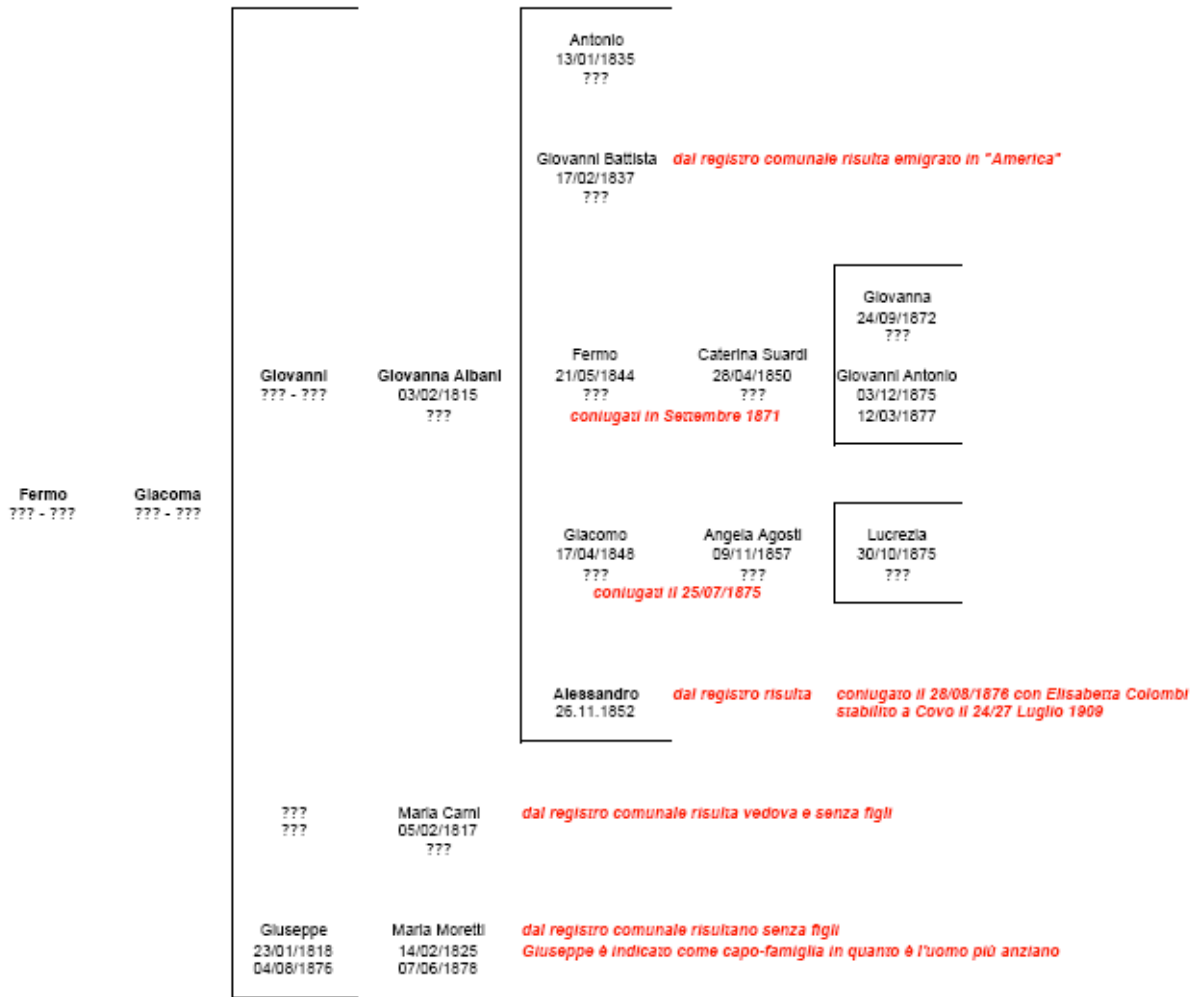 Antonio
13/01/1835
???
Giovanni Battista dal registro comunale risulta emigrato in "America"
17/02/1837
???
Giovanna
24/09/1872
???
Fermo Caterina Suardi
Giovanni Giovanna Albani 21/05/1844 28/04/1850 Giovanni Antonio
??? - ??? 03/02/1815 ??? ??? 03/12/1875
??? coniugati in Settembre 1871 12/03/1877
Fermo Giacoma
??? - ??? ??? - ???
Giacomo Angela Agosti Lucrezia
17/04/1848 09/11/1857 30/10/1875
??? ??? ???
coniugati il 25/07/1875
Alessandro dal registro risulta coniugato il 28/08/1876 con Elisabetta Colombi
26.11.1852 stabilito a Covo il 24/27 Luglio 1909
??? Maria Carni dal registro comunale risulta vedova e senza figli
??? 05/02/1817
???
Giuseppe Maria Moretti dal registro comunale risultano senza figli
23/01/1818 14/02/1825 Giuseppe è indicato come capo-famiglia in quanto è l'uomo più anziano
04/08/1876 07/06/1878